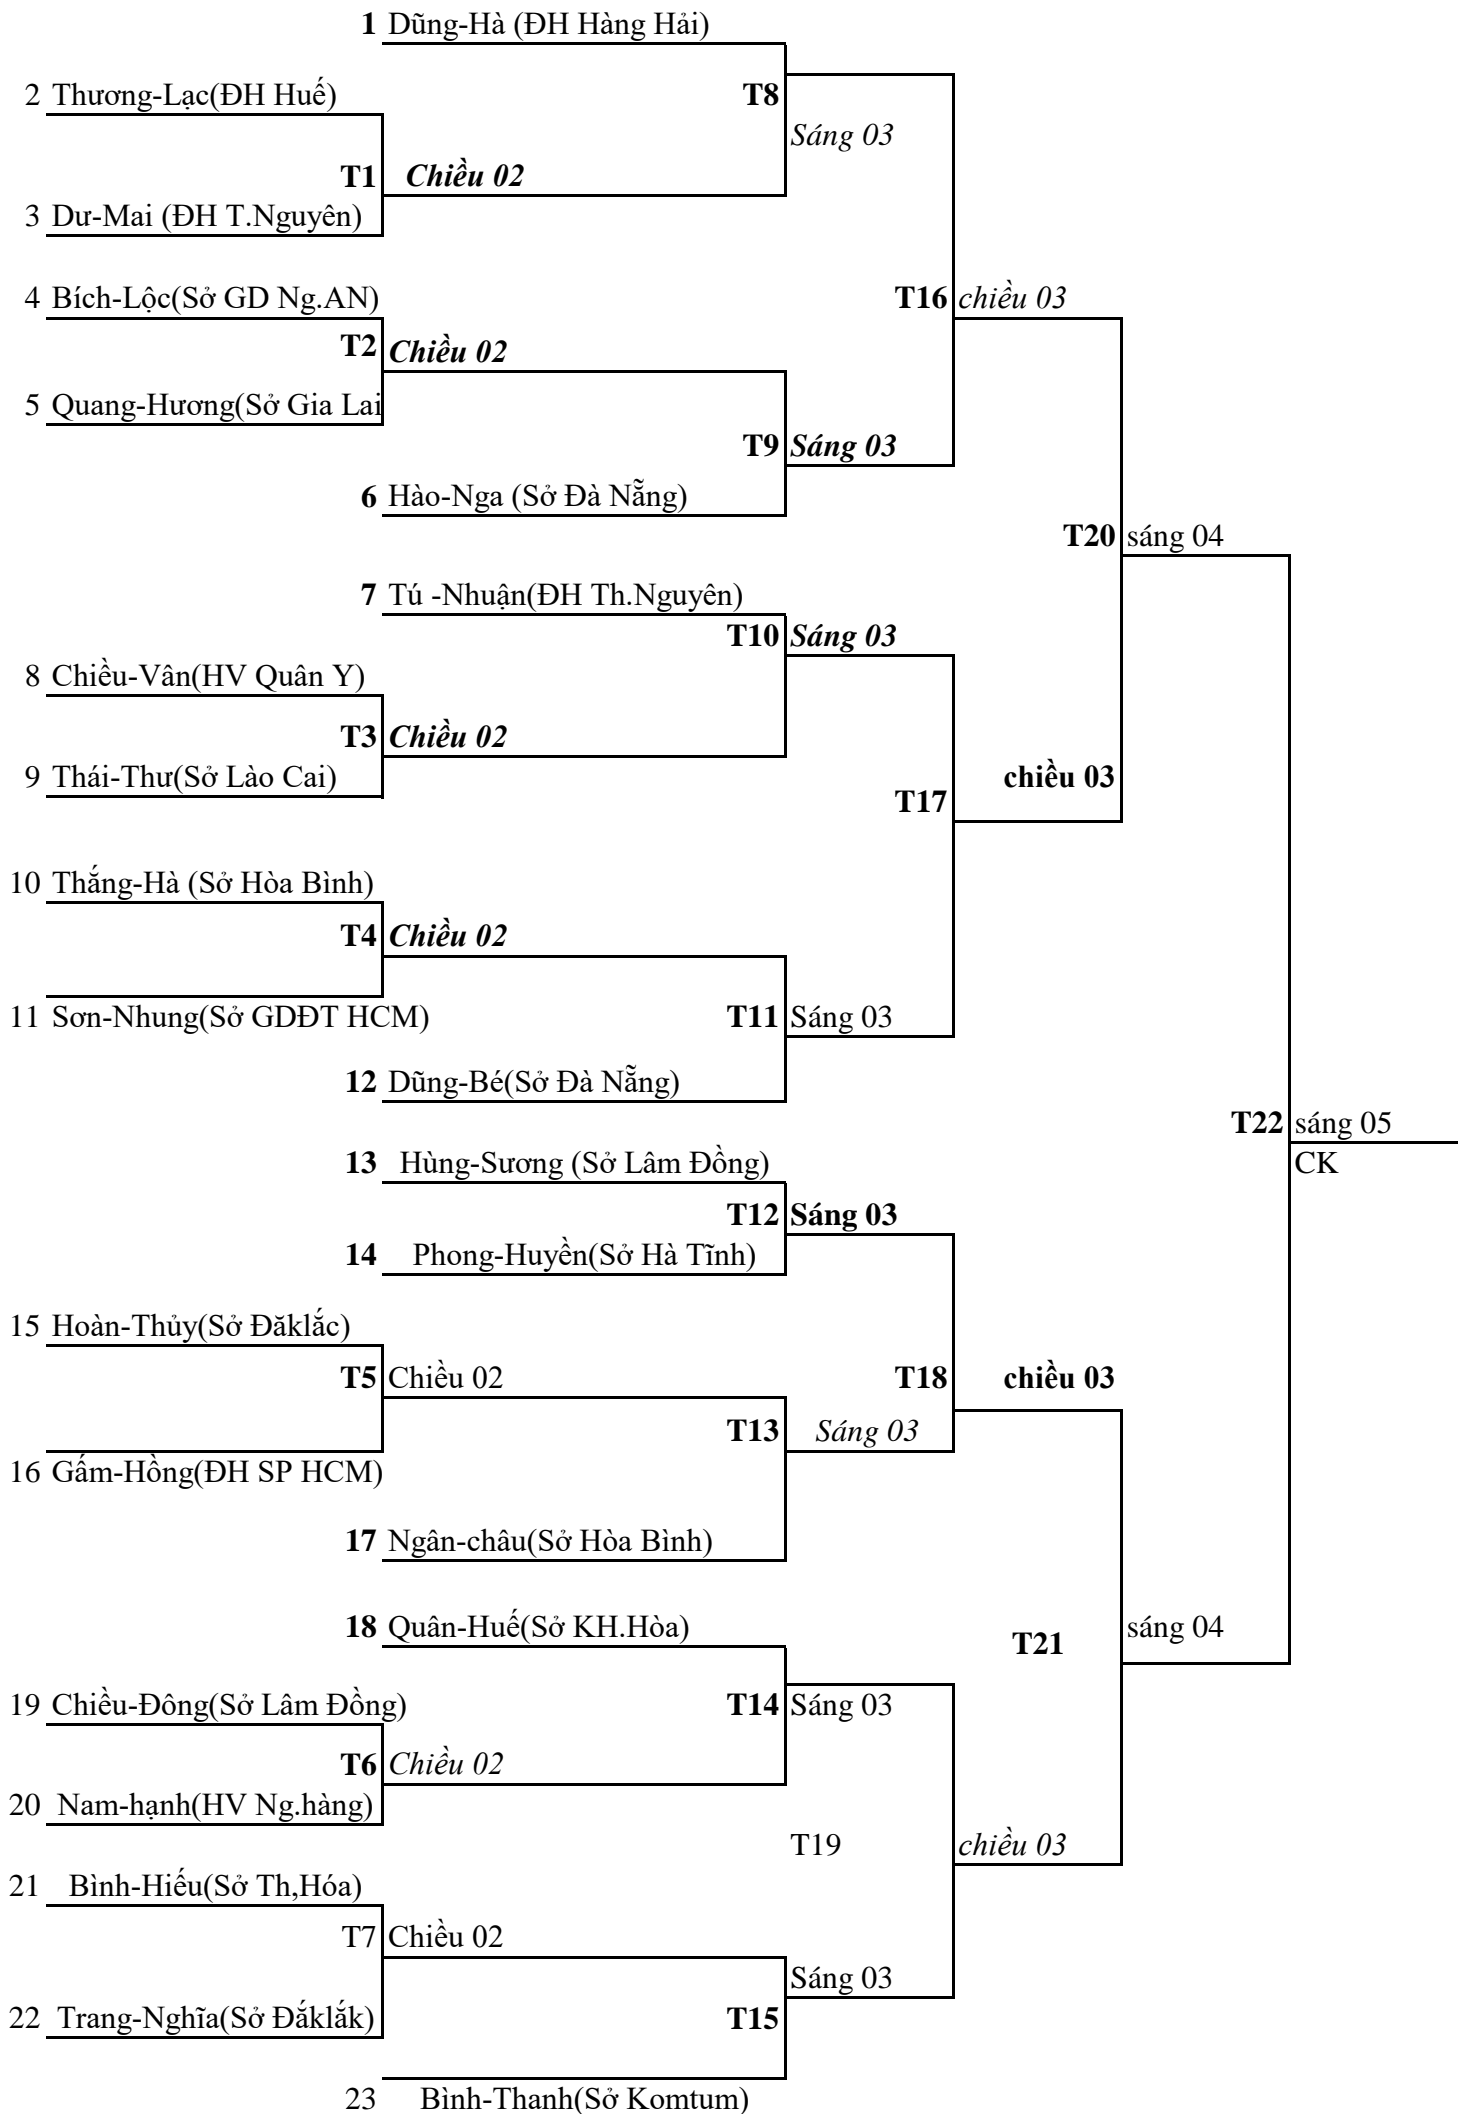 1 Dũng-Hà (ĐH Hàng Hải)
2 Thương-Lạc(ĐH Huế)
T8
Sáng 03
T1 Chiều 02
3 Dư-Mai (ĐH T.Nguyên)
4 Bích-Lộc(Sở GD Ng.AN)
T16 chiều 03
T2 Chiều 02
5 Quang-Hương(Sở Gia Lai
T9 Sáng 03
6 Hào-Nga (Sở Đà Nẵng)
T20 sáng 04
7 Tú -Nhuận(ĐH Th.Nguyên)
T10 Sáng 03
8 Chiều-Vân(HV Quân Y)
T3 Chiều 02
9 Thái-Thư(Sở Lào Cai)
chiều 03
T17
10 Thắng-Hà (Sở Hòa Bình)
T4 Chiều 02
11 Sơn-Nhung(Sở GDĐT HCM)
T11 Sáng 03
12 Dũng-Bé(Sở Đà Nẵng)
T22 sáng 05
CK
13 Hùng-Sương (Sở Lâm Đồng)
T12 Sáng 03
14 Phong-Huyền(Sở Hà Tĩnh)
15 Hoàn-Thủy(Sở Đăklắc)
T5 Chiều 02
T18 chiều 03
T13 Sáng 03
16 Gấm-Hồng(ĐH SP HCM)
17 Ngân-châu(Sở Hòa Bình)
18 Quân-Huế(Sở KH.Hòa)
T21 sáng 04
19 Chiều-Đông(Sở Lâm Đồng)
T14 Sáng 03
T6 Chiều 02
20 Nam-hạnh(HV Ng.hàng)
T19 chiều 03
21 Bình-Hiếu(Sở Th,Hóa)
T7 Chiều 02
Sáng 03
22 Trang-Nghĩa(Sở Đắklắk)
T15
23 Bình-Thanh(Sở Komtum)